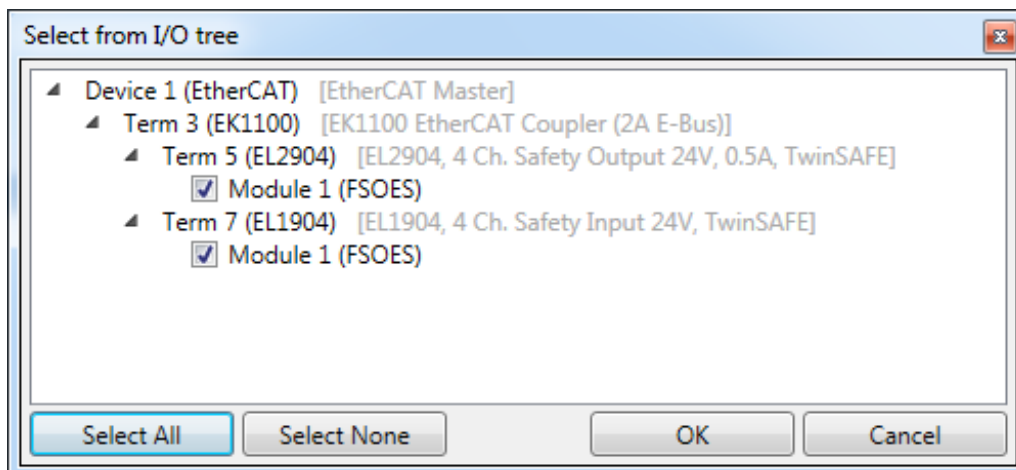 Select from I/O tree
Device 1 (EtherCAT) [EtherCAT Master]
Term 3 (EK1100) [EK1100 EtherCAT Coupler (2A E-Bus)]
Term 5 (EL2904) [EL2904, 4 Ch. Safety Output 24V, 0.5A, TwinSAFE]
Module 1 (FSOES)
Term 7 (EL1904) [EL1904, 4 Ch. Safety Input 24V, TwinSAFE]
Module 1 (FSOES)
Select All Select None OK Cancel